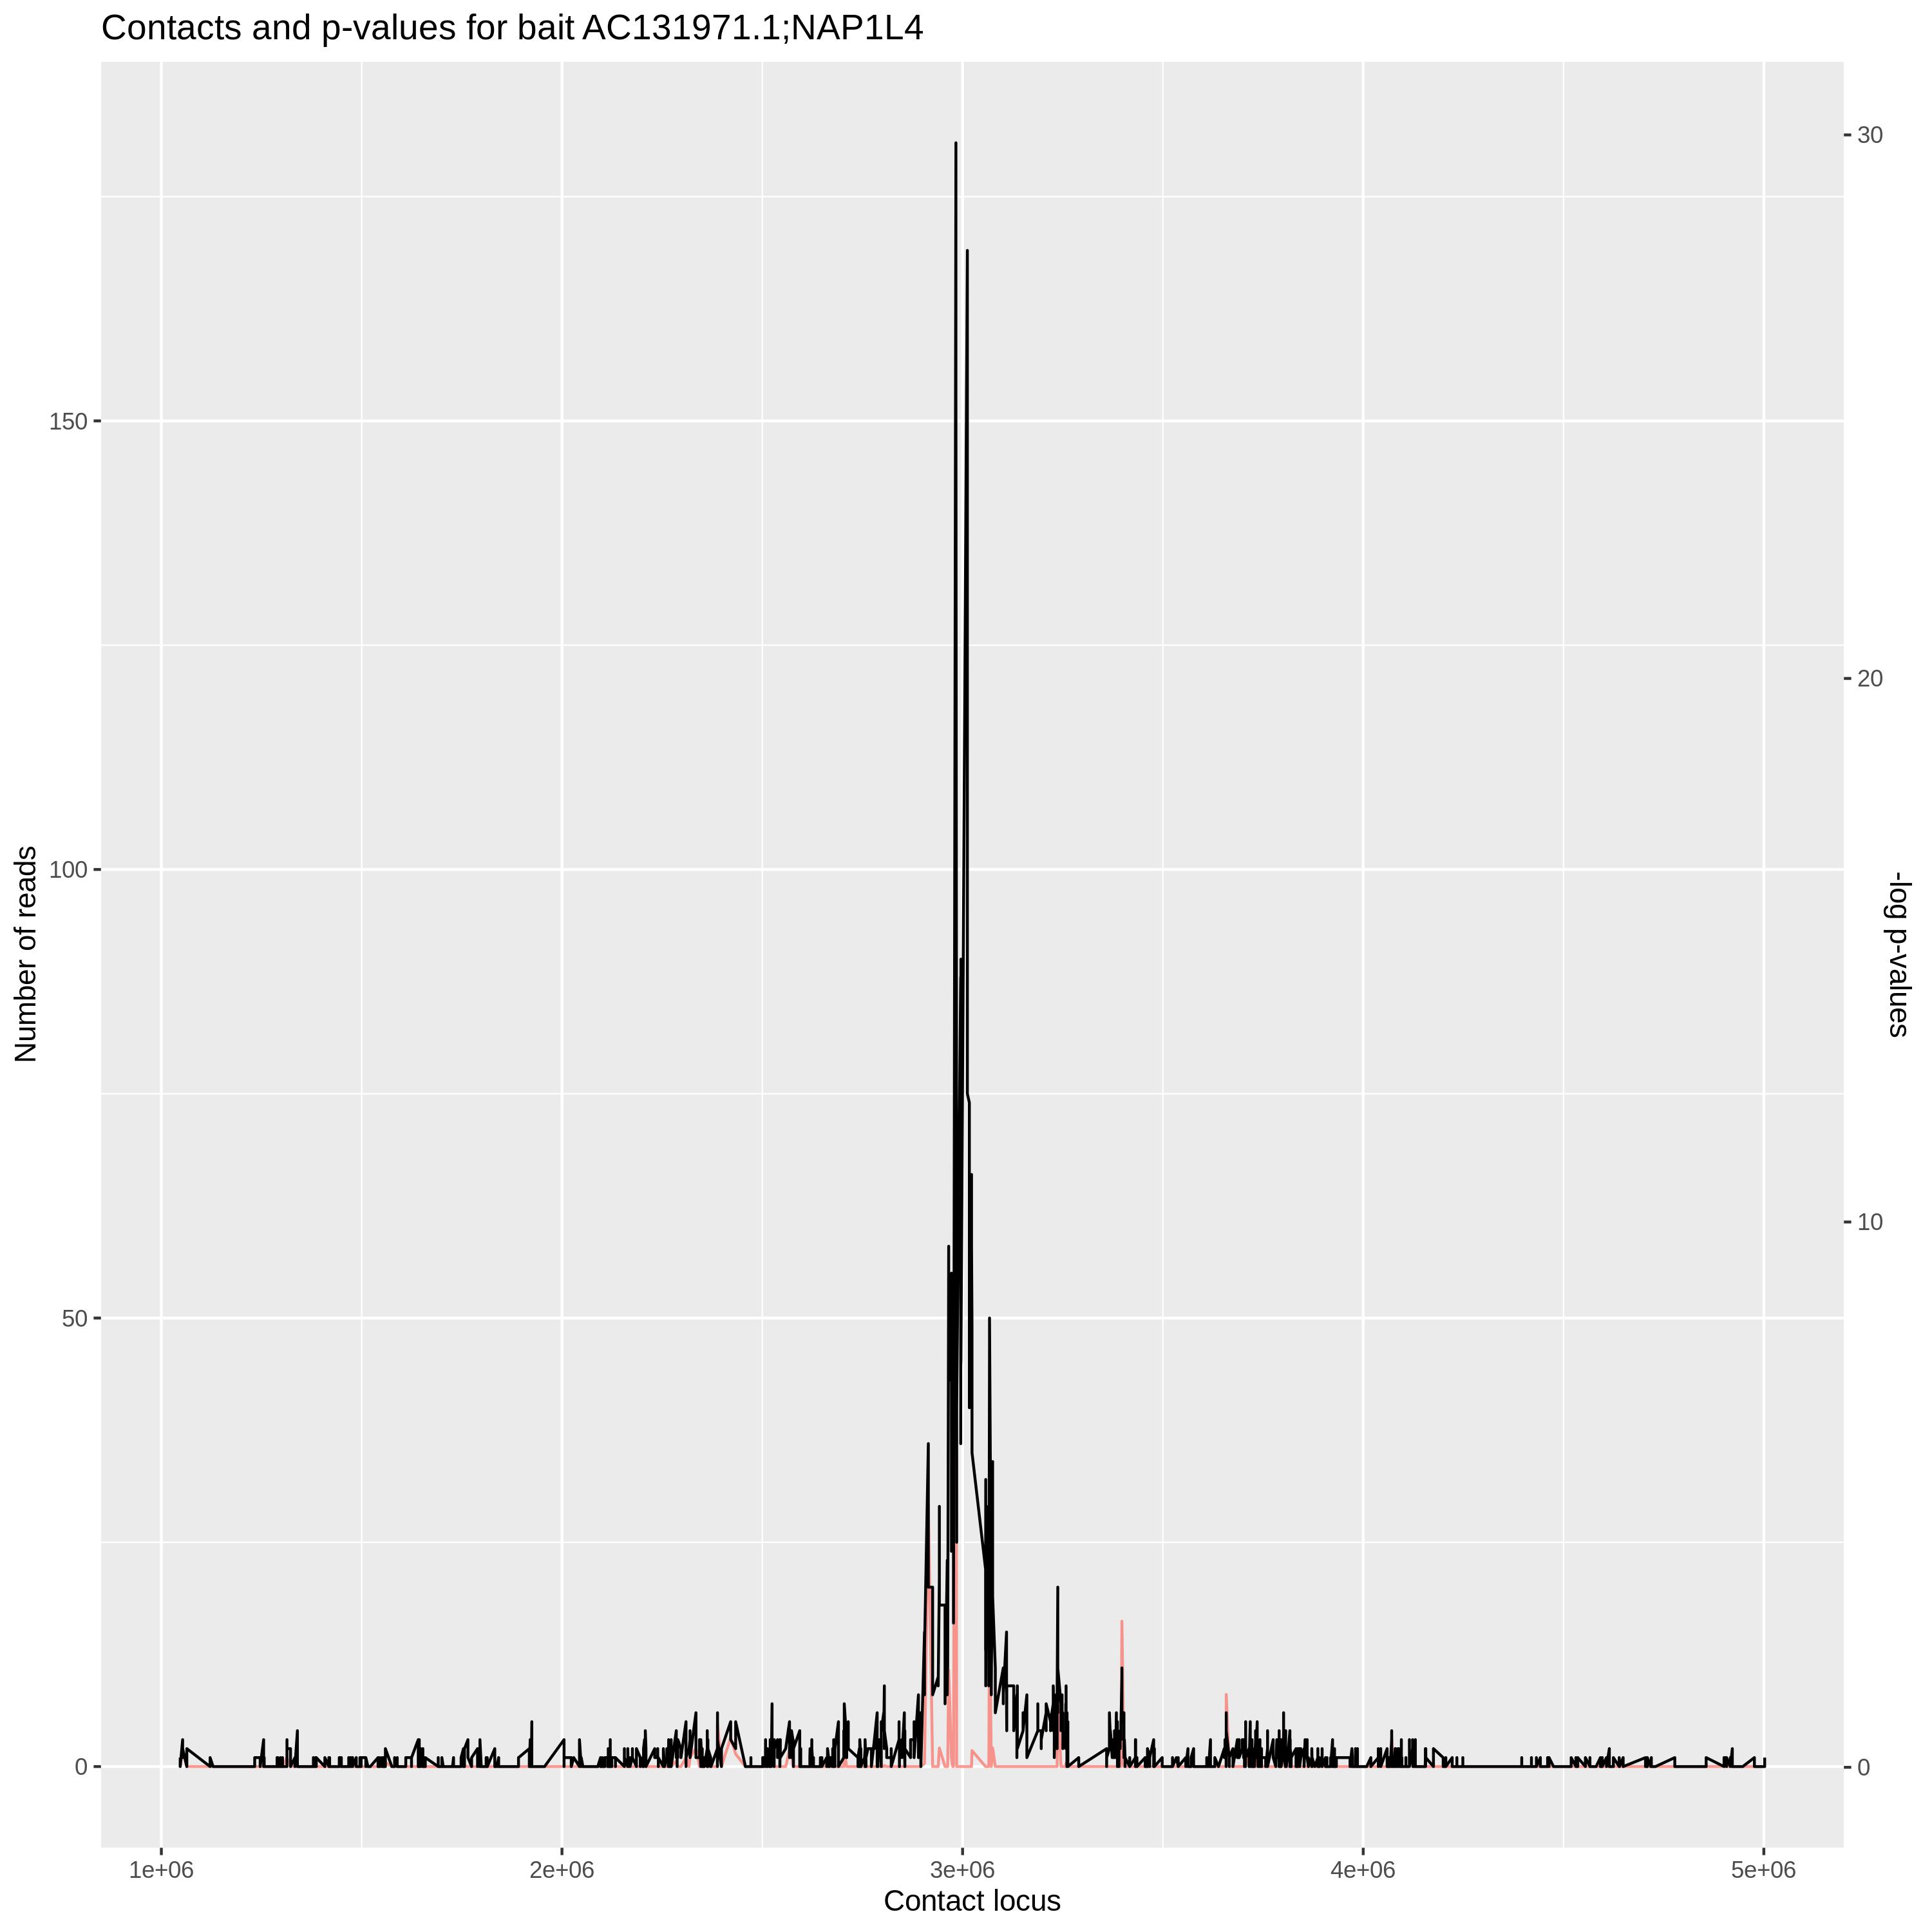 Contacts and p-values for bait AC131971.1;NAP1L4
Number of reads
150
100
50
0
30
20
10
0
-log p-values
1e+06
2e+06
3e+06
4e+06
5e+06
Contact locus